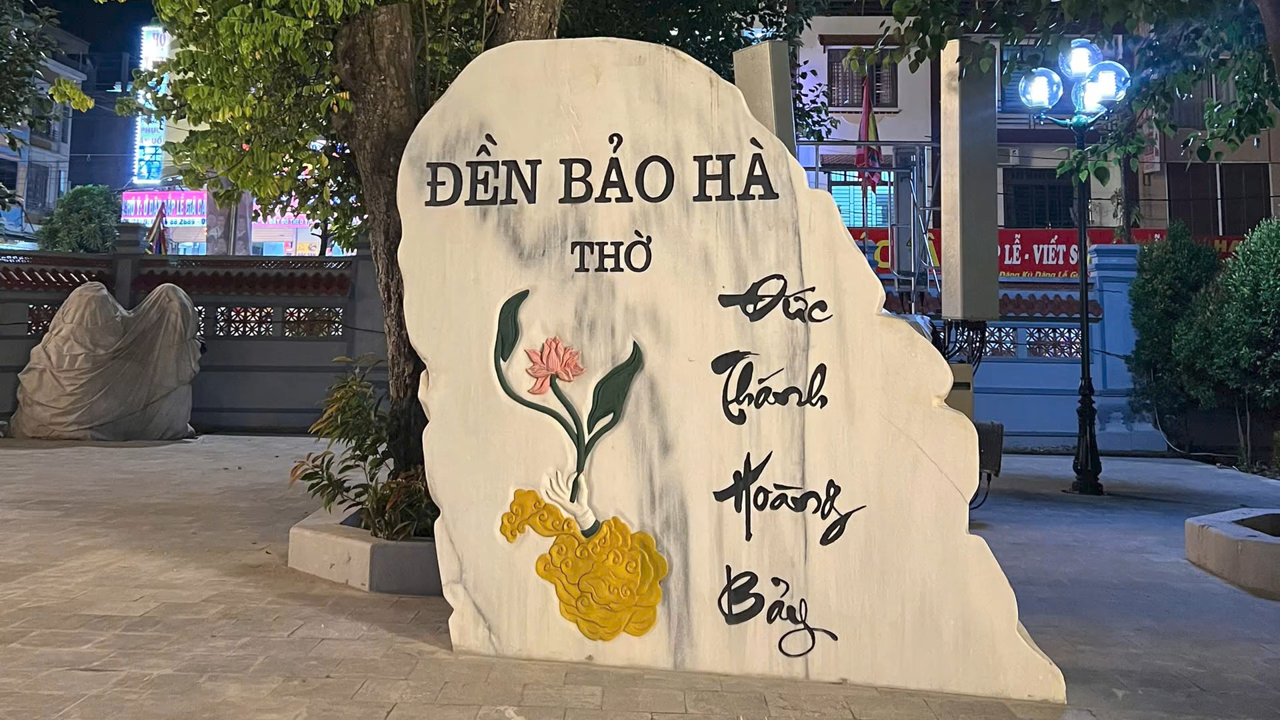 ĐỀN BẢO HÀ
THỜ
Đức
Thánh
Hoàng
Bảy
LỄ - VIẾT S